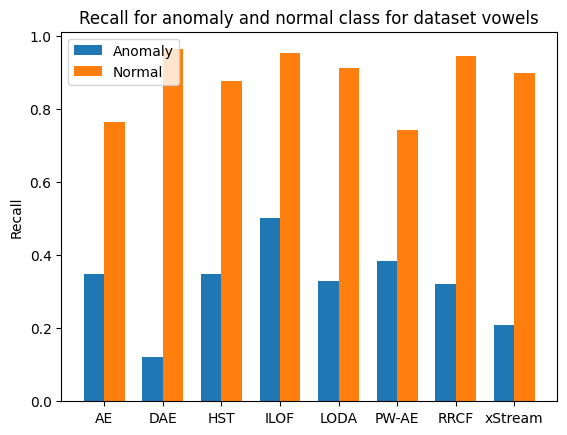 Recall for anomaly and normal class for dataset vowels
1.0
0.8
0.6
0.4
0.2
0.0
Recall
Anomaly
Normal
AE DAE HST ILOF LODA PW-AE RRCF xStream